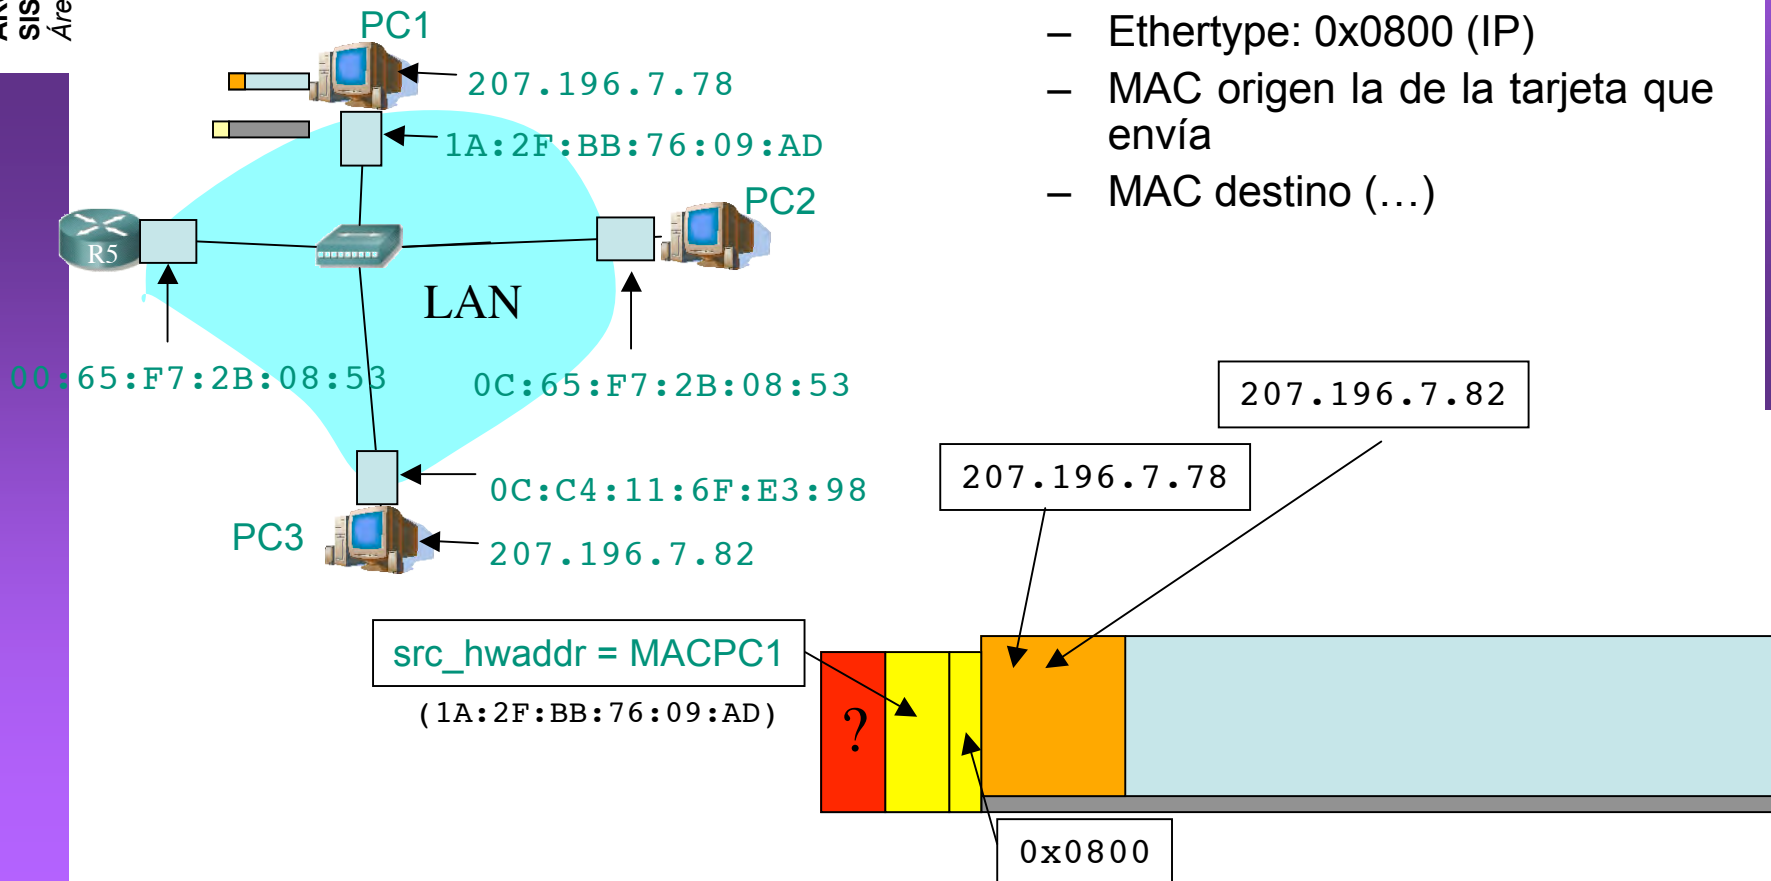 SIS
Áre
PC1
– Ethertype: 0x0800 (IP)
– MAC origen la de la tarjeta que
envía
– MAC destino (…)
207.196.7.78
1A:2F:BB:76:09:AD
PC2
R5
LAN
00:65:F7:2B:08:53
0C:65:F7:2B:08:53
207.196.7.82
207.196.7.78
0C:C4:11:6F:E3:98
PC3
207.196.7.82
src_hwaddr = MACPC1
(1A:2F:BB:76:09:AD)
?
0x0800